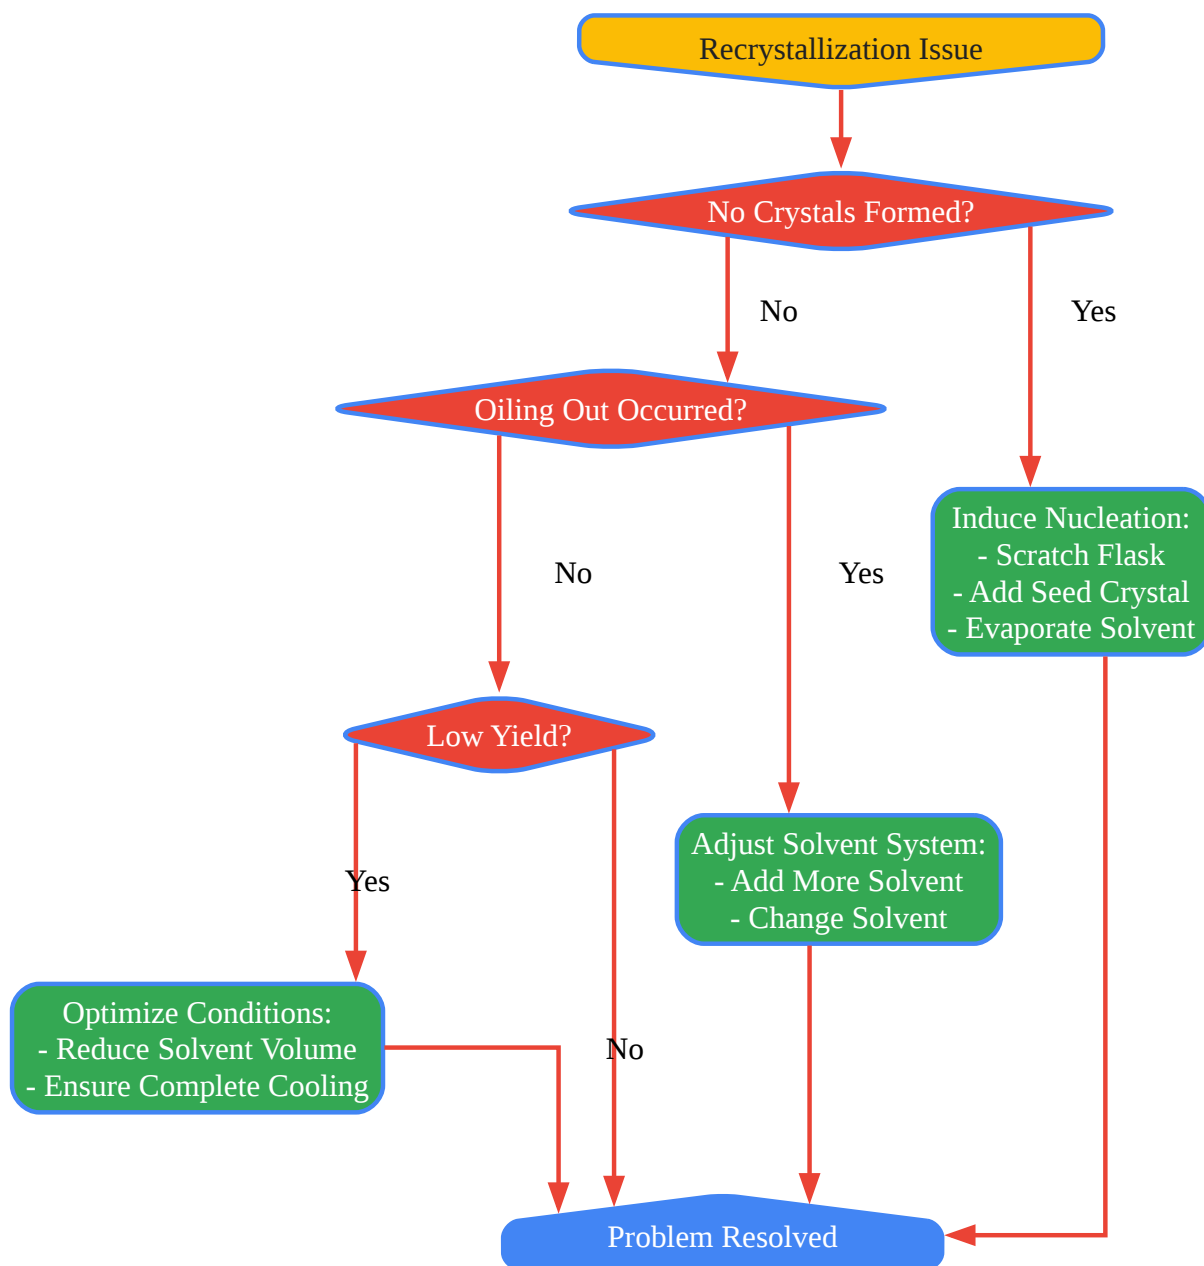 Recrystallization Issue
No Crystals Formed?
No
Yes
Oiling Out Occurred?
Induce Nucleation:
- Scratch Flask
- Add Seed Crystal
- Evaporate Solvent
No
Yes
Low Yield?
Adjust Solvent System:
- Add More Solvent
- Change Solvent
Yes
Optimize Conditions:
- Reduce Solvent Volume
- Ensure Complete Cooling
No
Problem Resolved